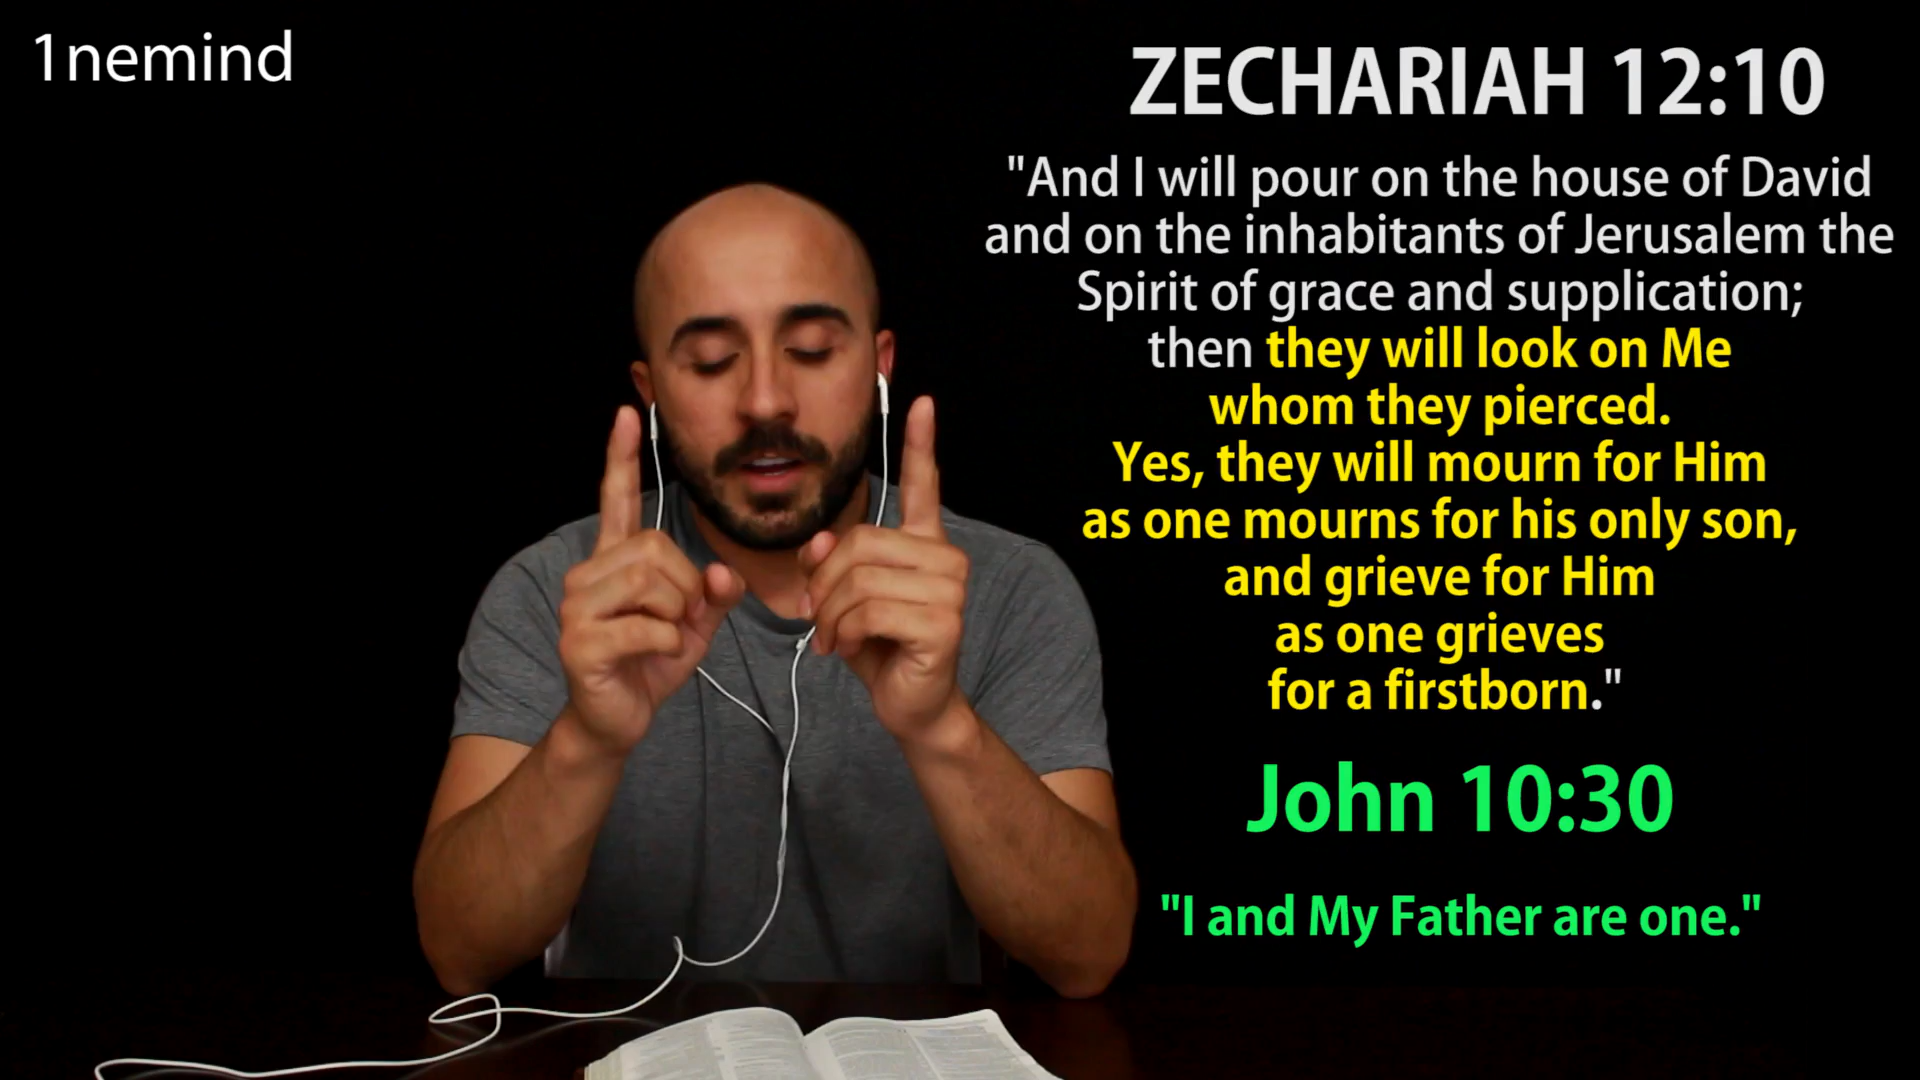 1nemind
ZECHARIAH 12:10
"And I will pour on the house of David
and on the inhabitants of Jerusalem the
Spirit of grace and supplication;
then they will look on Me
whom they pierced.
Yes, they will mourn for Him
as one mourns for his only son,
and grieve for Him
as one grieves
for a firstborn."
John 10:30
"I and My Father are one."